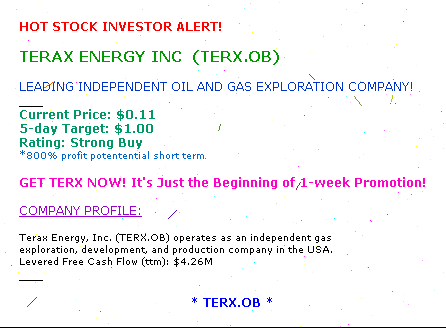 HOT STOCK INVESTOR ALERT!
TERAX ENERGY INC (TERX.OB)
LEADING INDEPENDENT OIL AND GAS EXPLORATION COMPANY!
Current Price: $0.11
5-day Target: $1.00
Rating: Strong Buy
*800% profit potentential short term.
GET TERX NOW! It's Just the Beginning of 1-week Promotion!
COMPANY PROFILE:
Terax Energy, Inc. (TERX.OB) operates as an independent gas
exploration, development, and production company in the USA.
Levered Free Cash Flow (ttm): $4.26M
* TERX.OB *